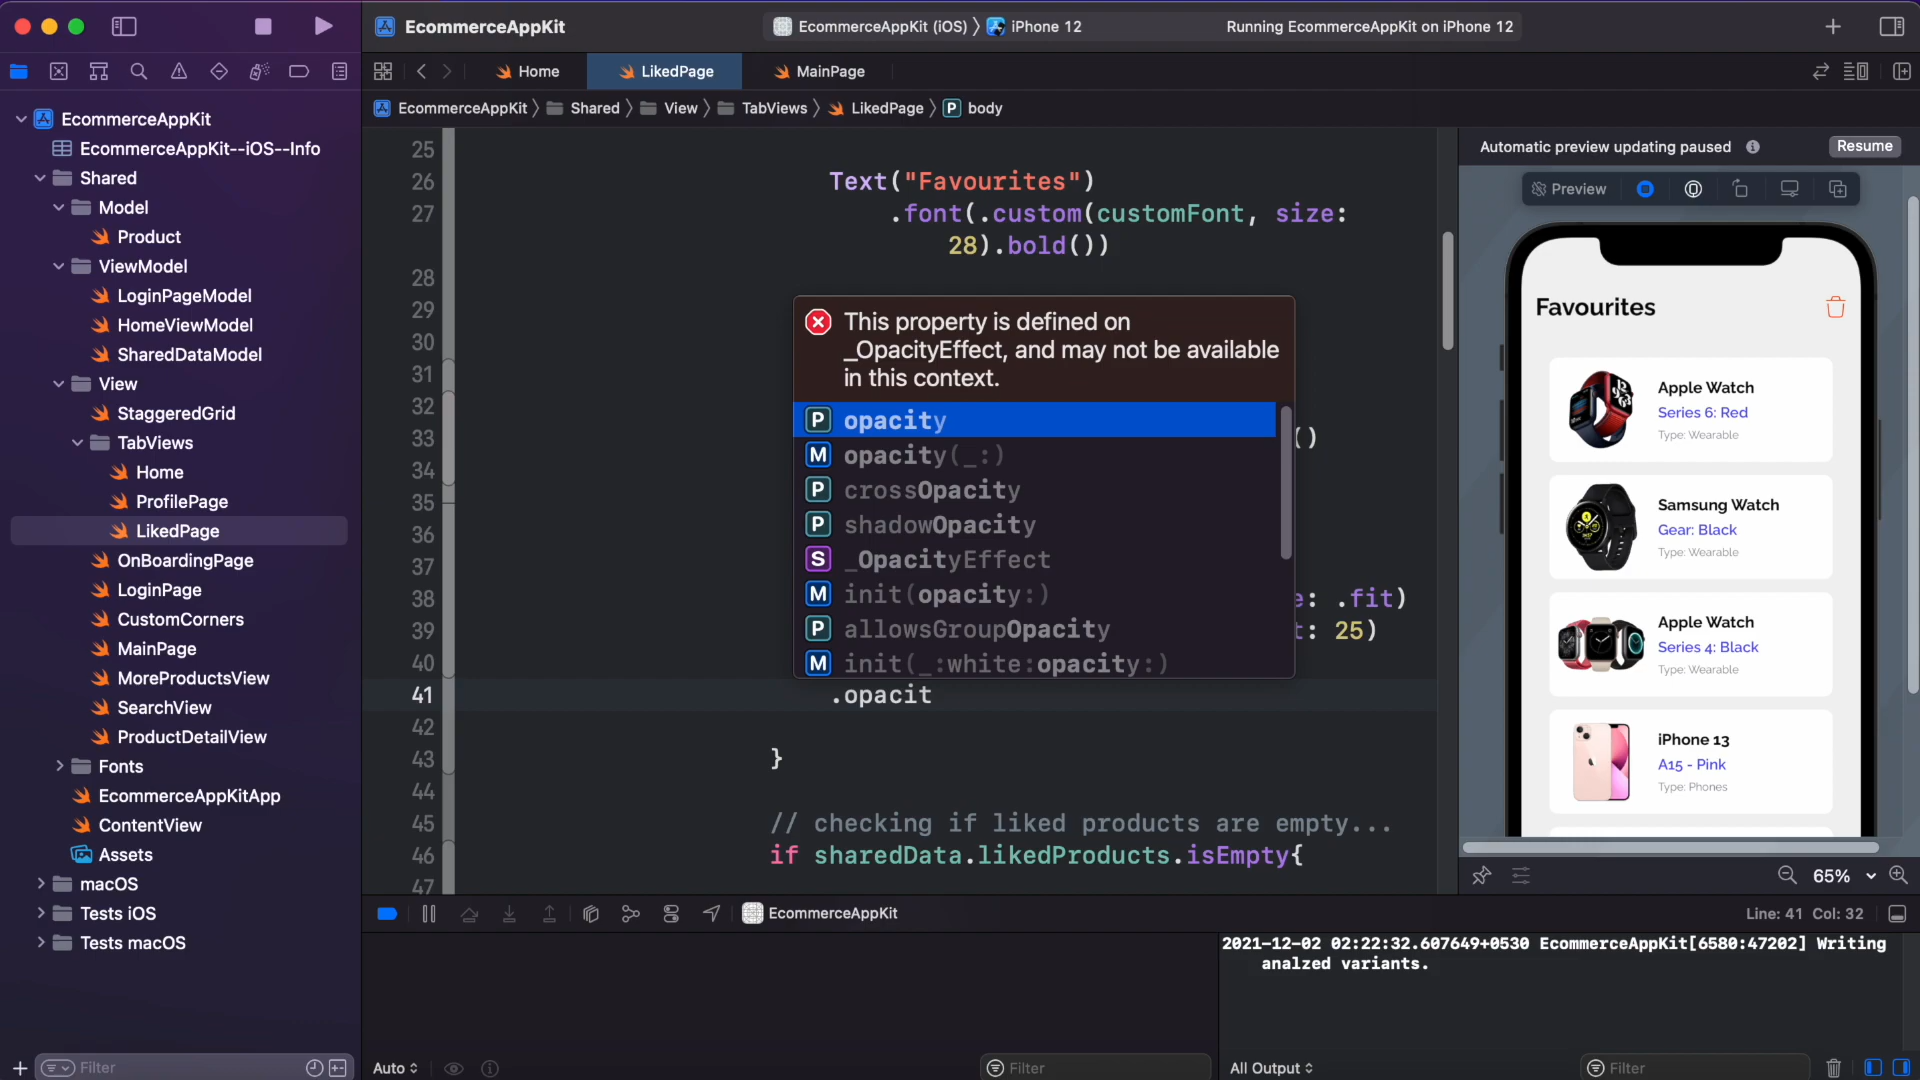 EcommerceAppKit
EcommerceAppKit (iOS) 〉 iPhone 12
Running EcommerceAppKit on iPhone 12
Home
LikedPage
MainPage
EcommerceAppKit 〉 Shared 〉 View 〉 TabViews 〉 LikedPage 〉 P body
EcommerceAppKit
EcommerceAppKit--iOS--Info
Shared
Model
Product
ViewModel
LoginPageModel
HomeViewModel
SharedDataModel
View
StaggeredGrid
TabViews
Home
ProfilePage
LikedPage
OnBoardingPage
LoginPage
CustomCorners
MainPage
MoreProductsView
SearchView
ProductDetailView
Fonts
EcommerceAppKitApp
ContentView
Assets
macOS
Tests iOS
Tests macOS
Filter
25
26 Text("Favourites")
27 .font(.custom(customFont, size:
28).bold())
28
29
30
31
32
33 ()
34
35
36
37
38 e: .fit)
39 t: 25)
40
41 .opacit
42
43 }
44
45 // checking if liked products are empty...
46 if sharedData.likedProducts.isEmpty{
47
This property is defined on
_OpacityEffect, and may not be available
in this context.
P opacity
M opacity(_:)
P crossOpacity
P shadowOpacity
S _OpacityEffect
M init(opacity:)
P allowsGroupOpacity
M init(_:white:opacity:)
Automatic preview updating paused
Resume
Preview
Favourites
Apple Watch
Series 6: Red
Type: Wearable
Samsung Watch
Gear: Black
Type: Wearable
Apple Watch
Series 4: Black
Type: Wearable
iPhone 13
A15 - Pink
Type: Phones
65%
EcommerceAppKit
Line: 41 Col: 32
2021-12-02 02:22:32.607649+0530 EcommerceAppKit[6580:47202] Writing
analzed variants.
Auto
Filter
All Output
Filter